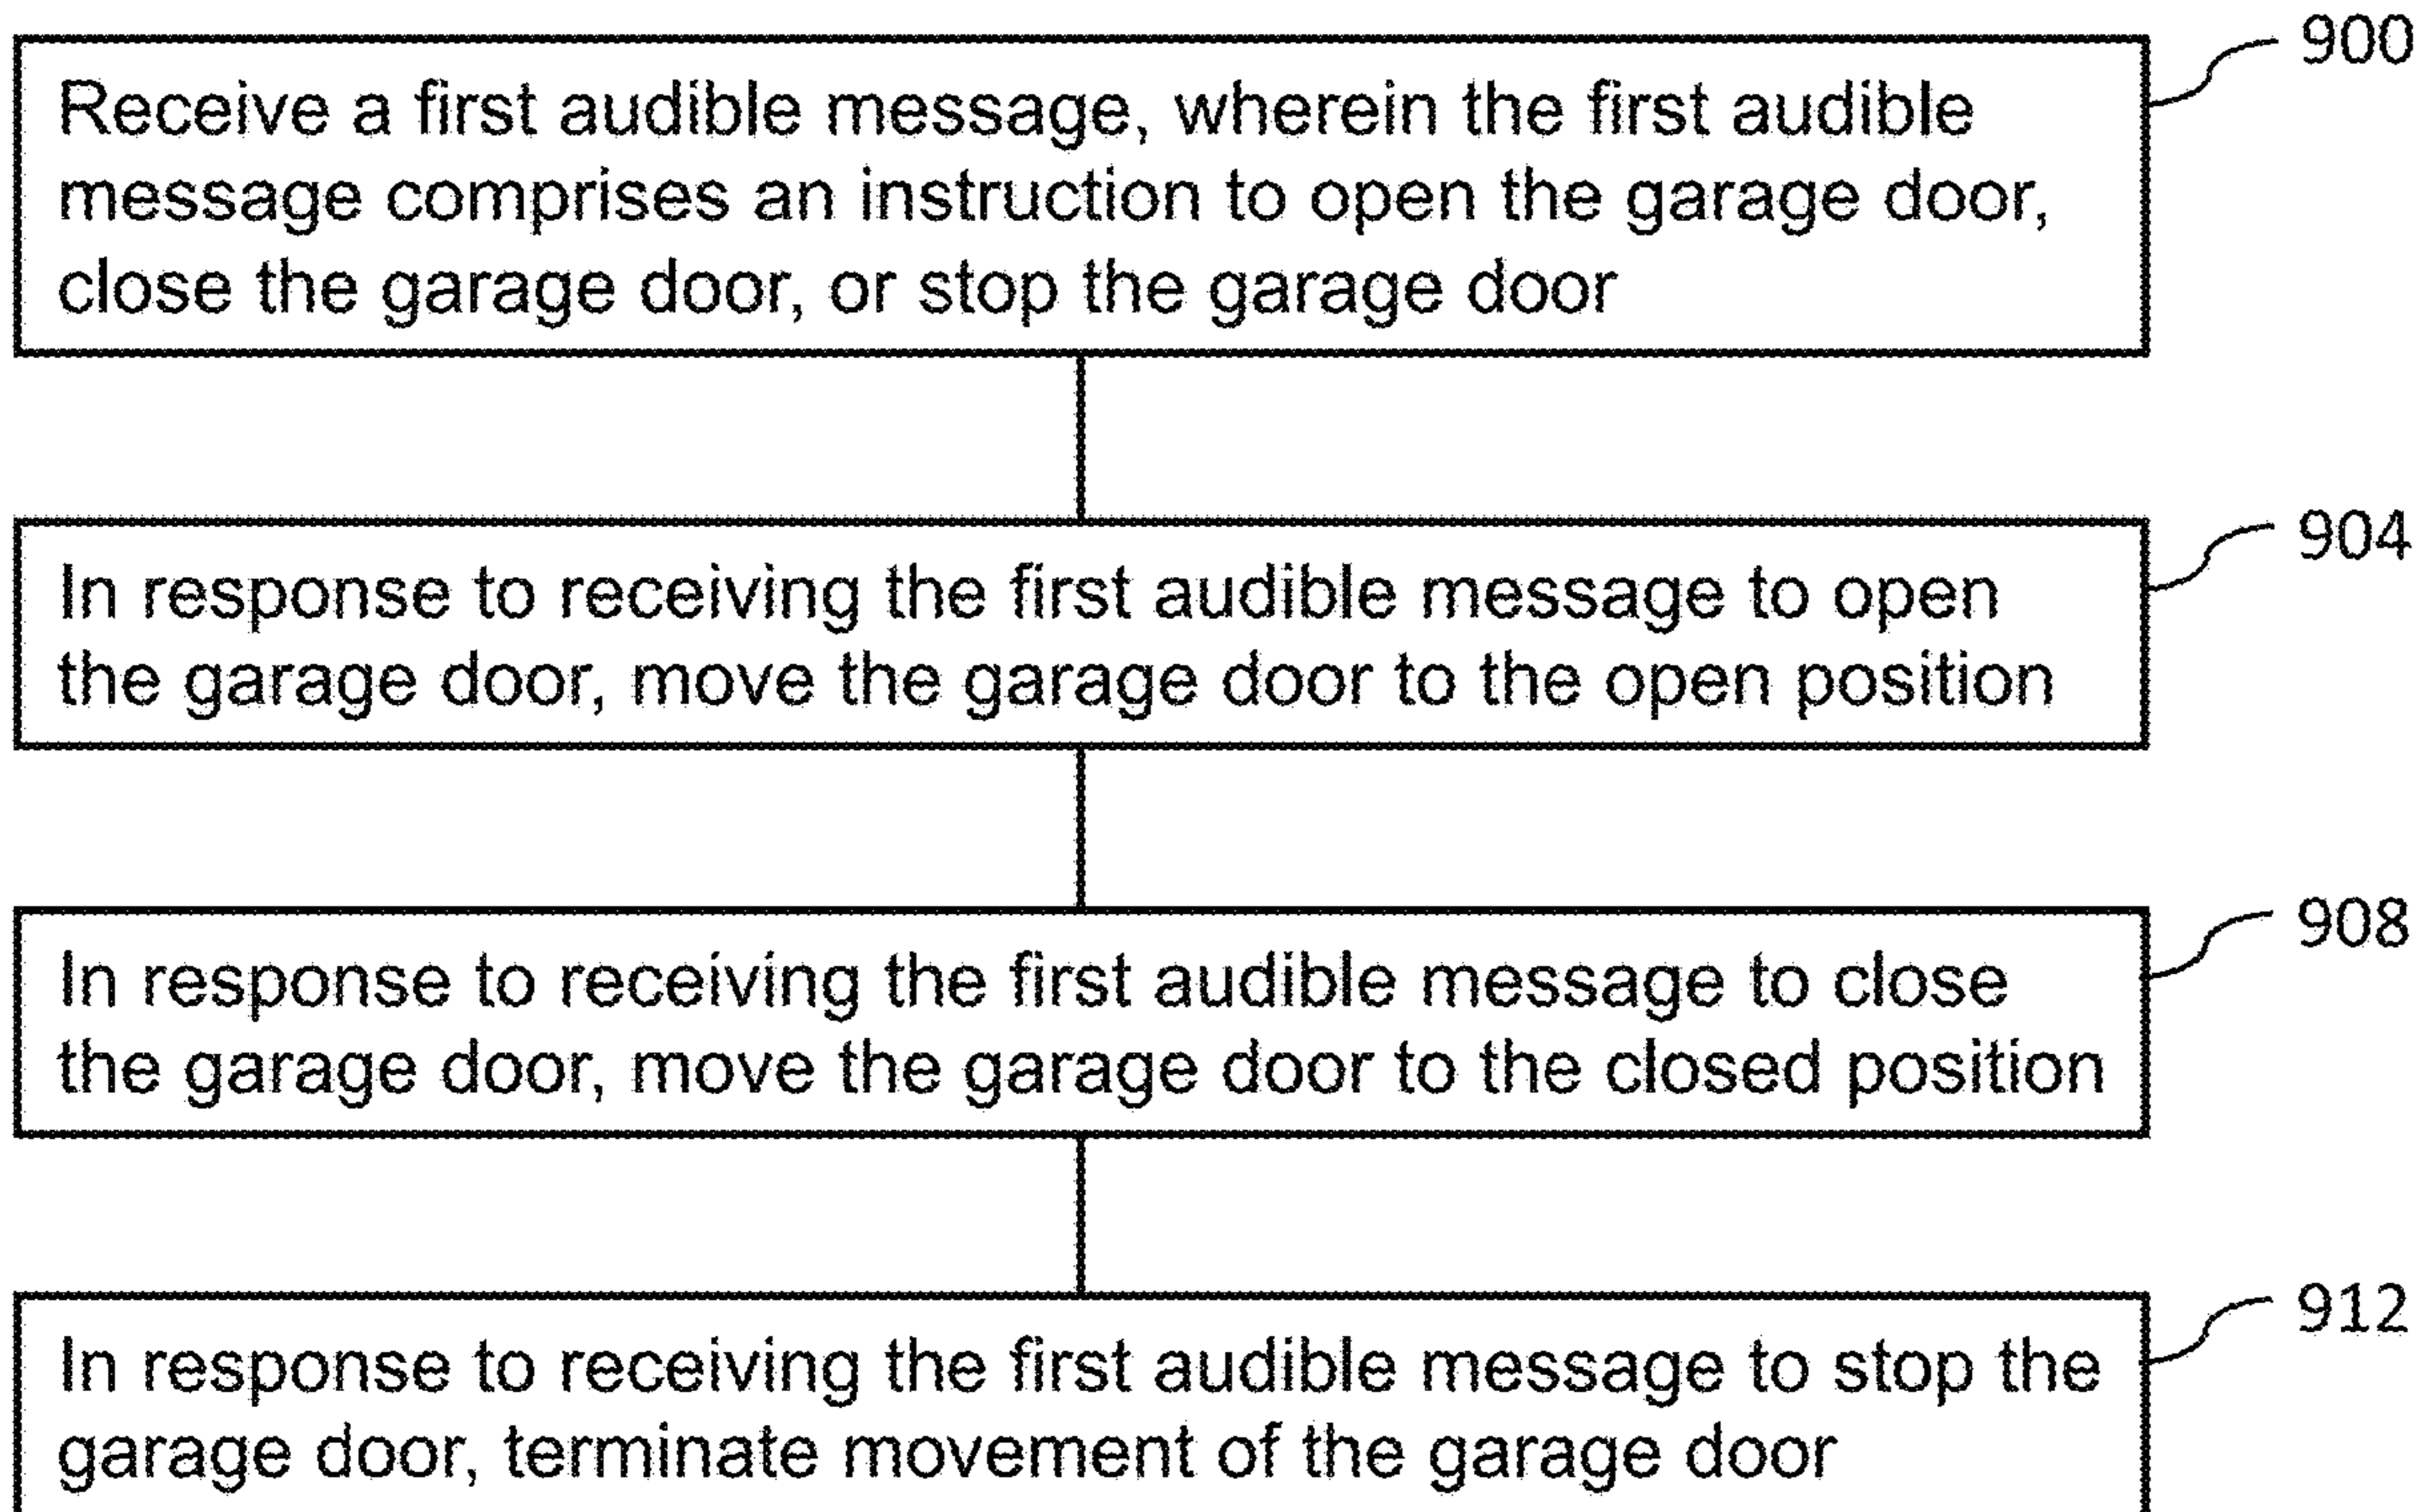 900
Receive a first audible message, wherein the first audible
message comprises an instruction to open the garage door,
close the garage door, or stop the garage door
904
In response to receiving the first audible message to open
the garage door, move the garage door to the open position
908
In response to receiving the first audible message to close
the garage door, move the garage door to the closed position
912
In response to receiving the first audible message to stop the
garage door, terminate movement of the garage door